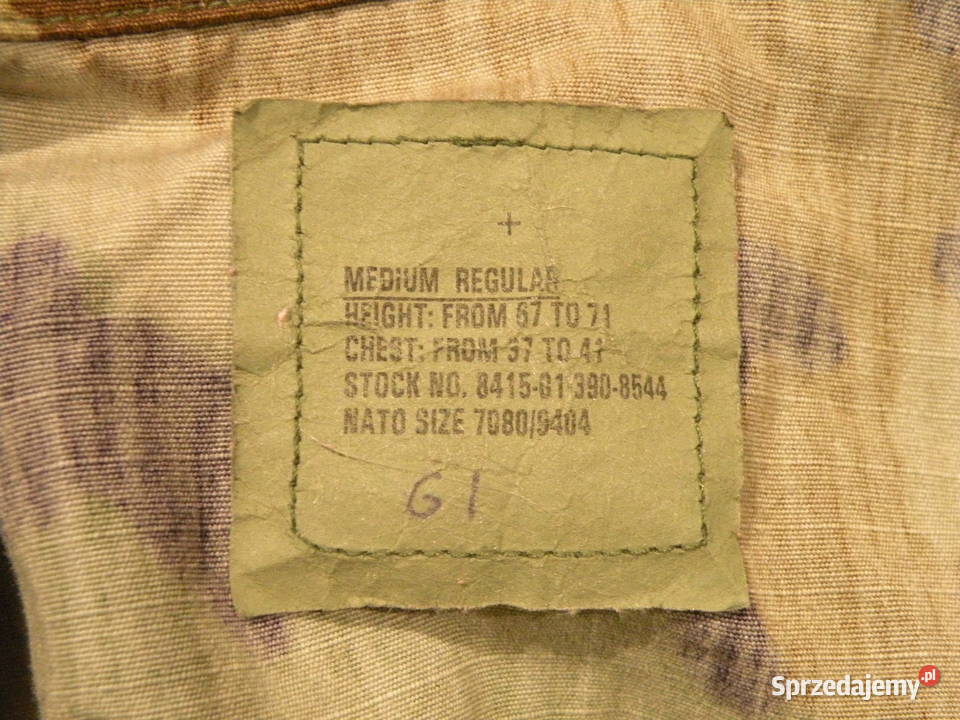 +
MEDIUM REGULAR
HEIGHT: FROM 67 TO 71
CHEST: FROM 37 TO 41
STOCK NO. 8415-01-390-8544
NATO SIZE 7080/9404
G1
Sprzedajemy.pl